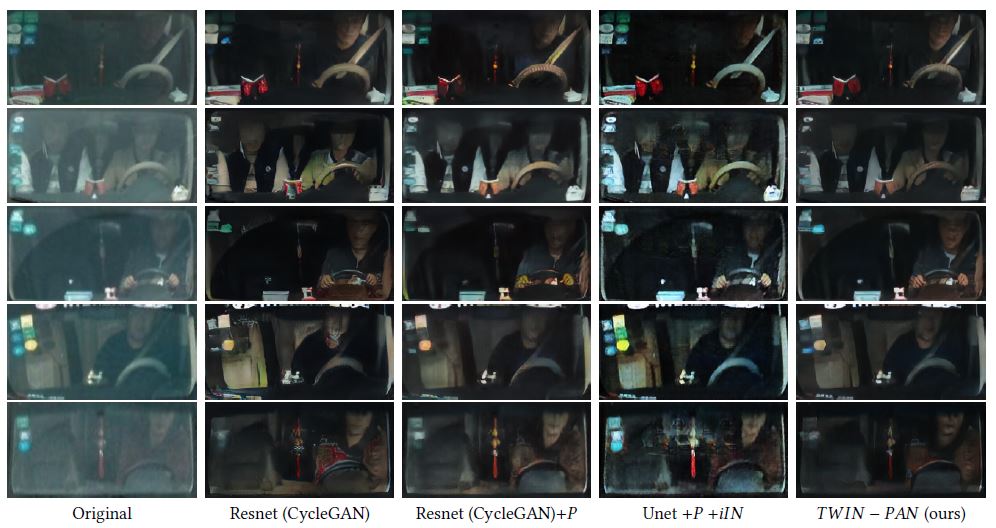 Original
Resnet (CycleGAN)
Resnet (CycleGAN)+P
Unet +P +iIN
TWIN − PAN (ours)